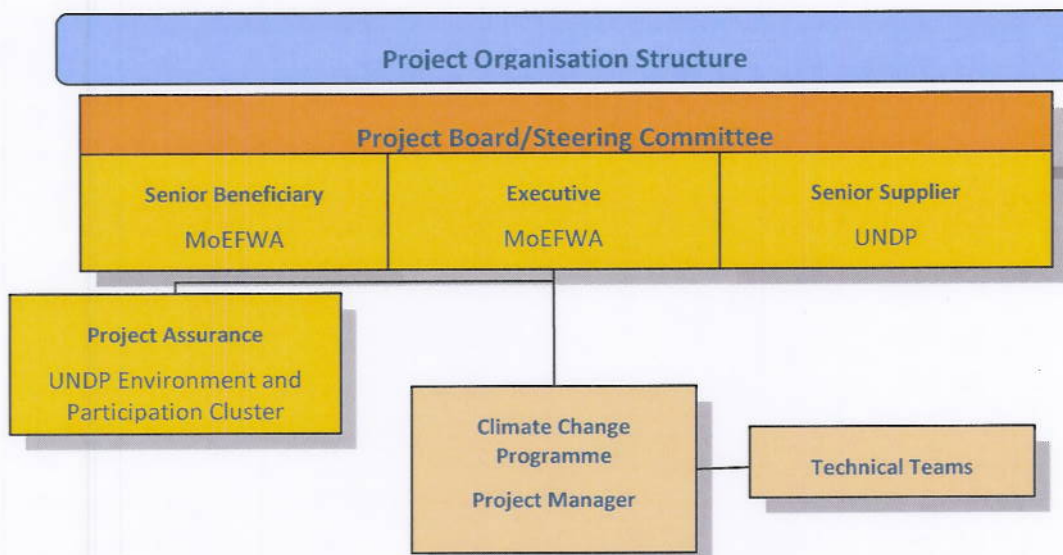 Project Organisation Structure
Project Board/Steering Committee
Senior Beneficiary
MoEFWA
Executive
MoEFWA
Senior Supplier
UNDP
Project Assurance
UNDP Environment and
Participation Cluster
Climate Change
Programme
Project Manager
Technical Teams